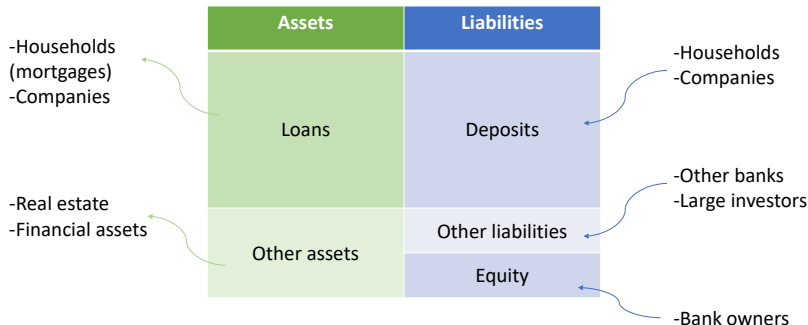 Assets
Liabilities
-Households
(mortgages)
-Companies
Loans
Deposits
-Households
-Companies
-Real estate
-Financial assets
Other assets
Other liabilities
Equity
-Other banks
-Large investors
-Bank owners